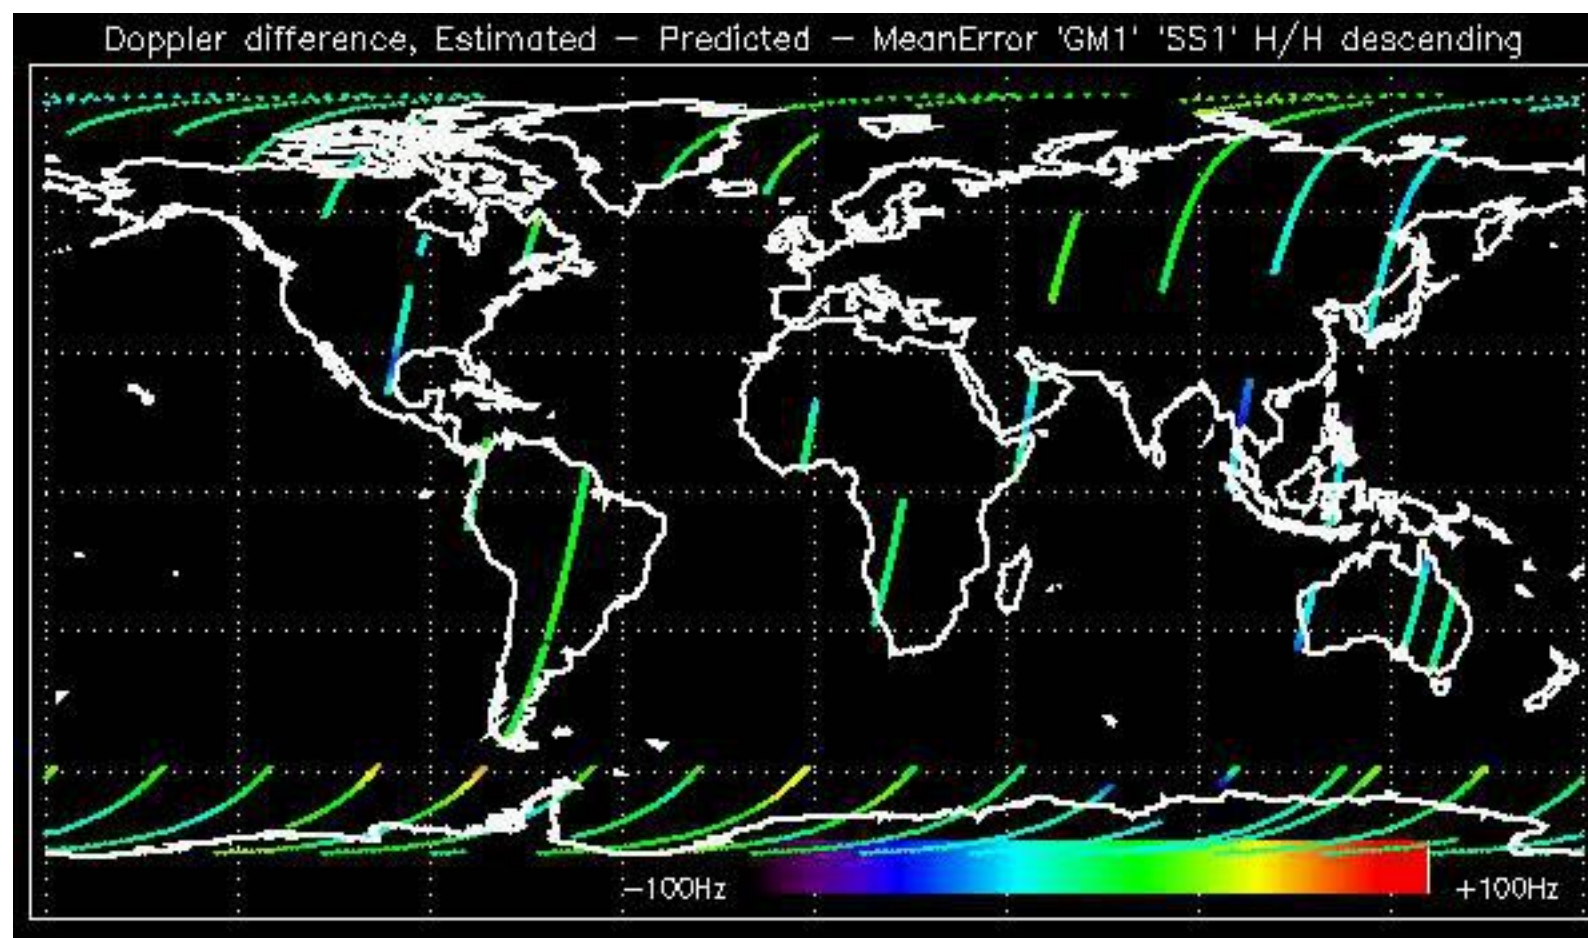 Doppler difference, Estimated - Predicted - MeanError 'GM1' 'SS1' H/H descending
-100Hz +100Hz